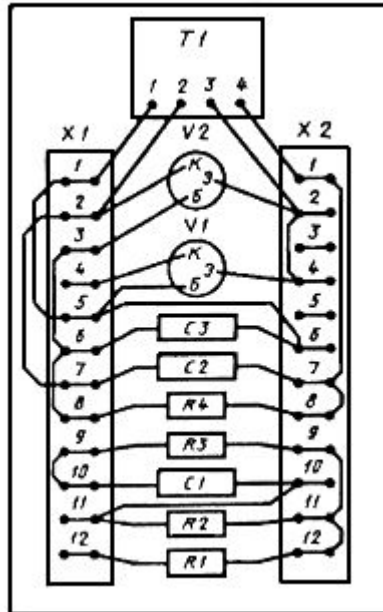 T1
1 2 3 4
X1 V2 X2
1 К Э Б 1
2 2
3 V1 3
4 К Э Б 4
5 5
6 C3 6
7 C2 7
8 R4 8
9 R3 9
10 C1 10
11 R2 11
12 R1 12